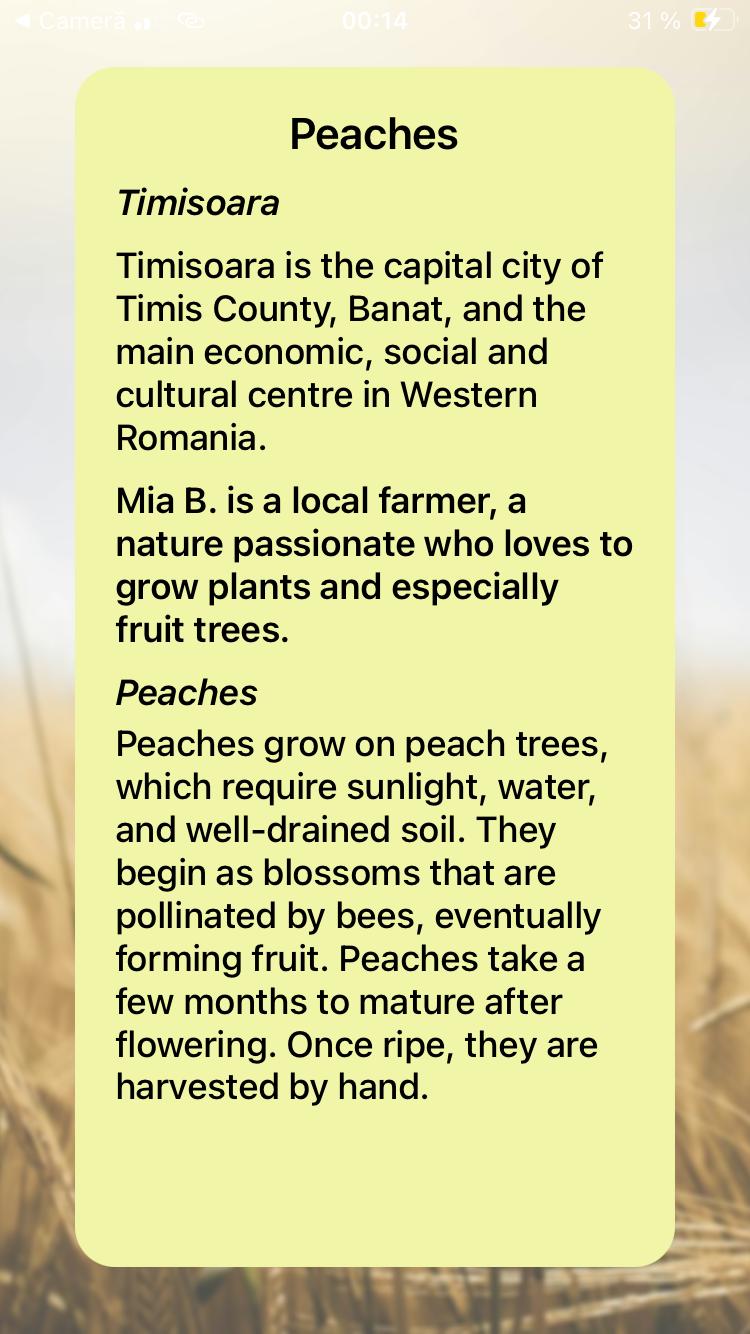 Cameră
00:14
31 %
Peaches
Timisoara
Timisoara is the capital city of
Timis County, Banat, and the
main economic, social and
cultural centre in Western
Romania.
Mia B. is a local farmer, a
nature passionate who loves to
grow plants and especially
fruit trees.
Peaches
Peaches grow on peach trees,
which require sunlight, water,
and well-drained soil. They
begin as blossoms that are
pollinated by bees, eventually
forming fruit. Peaches take a
few months to mature after
flowering. Once ripe, they are
harvested by hand.